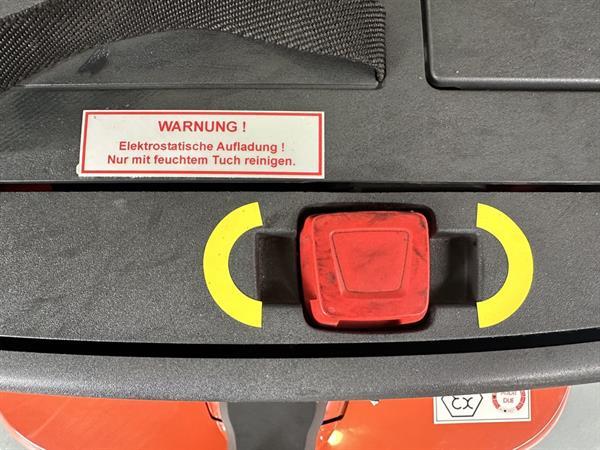 WARNUNG !
Elektrostatische Aufladung !
Nur mit feuchtem Tuch reinigen.